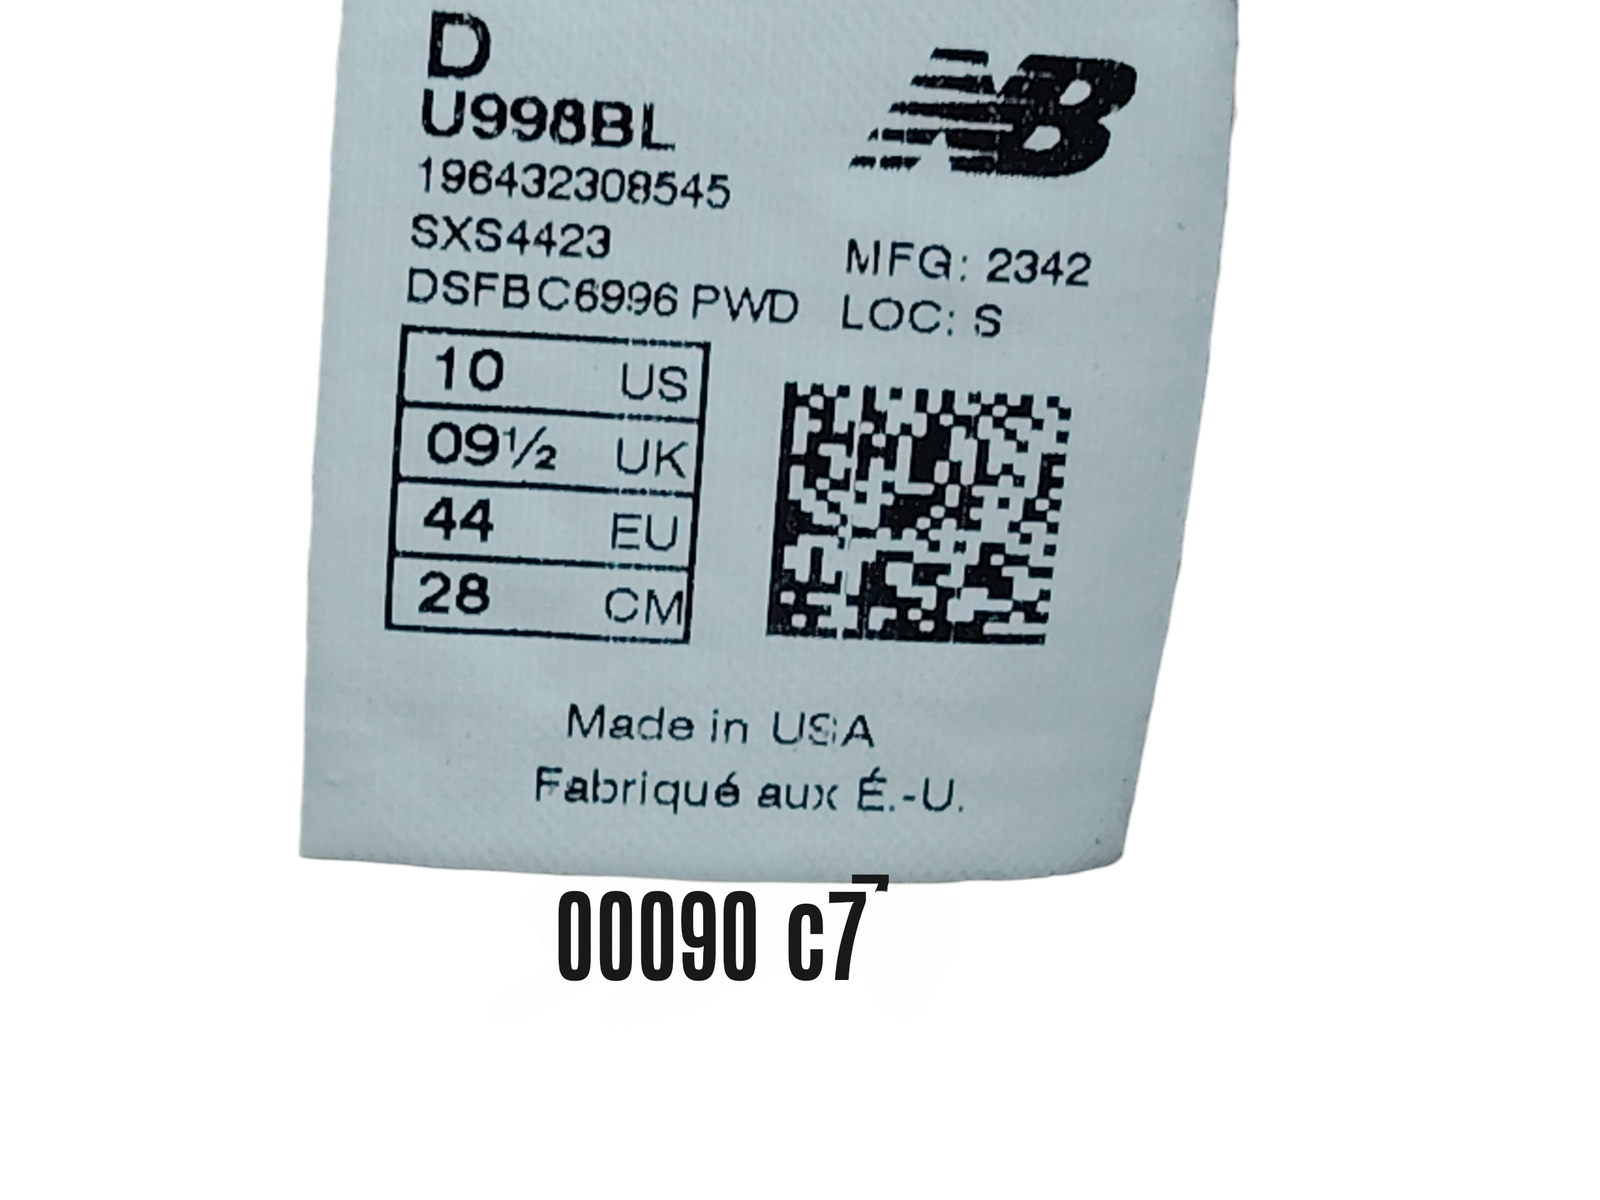 D
U998BL
NB
196432308545
SXS4423
MFG: 2342
DSFBC6996 PWD
LOC: S
10 US
09½ UK
44 EU
28 CM
Made in USA
Fabriqué aux É.-U.
00090 c7